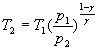 T₂ = T₁(p₁/p₂)^((1−γ)/γ)